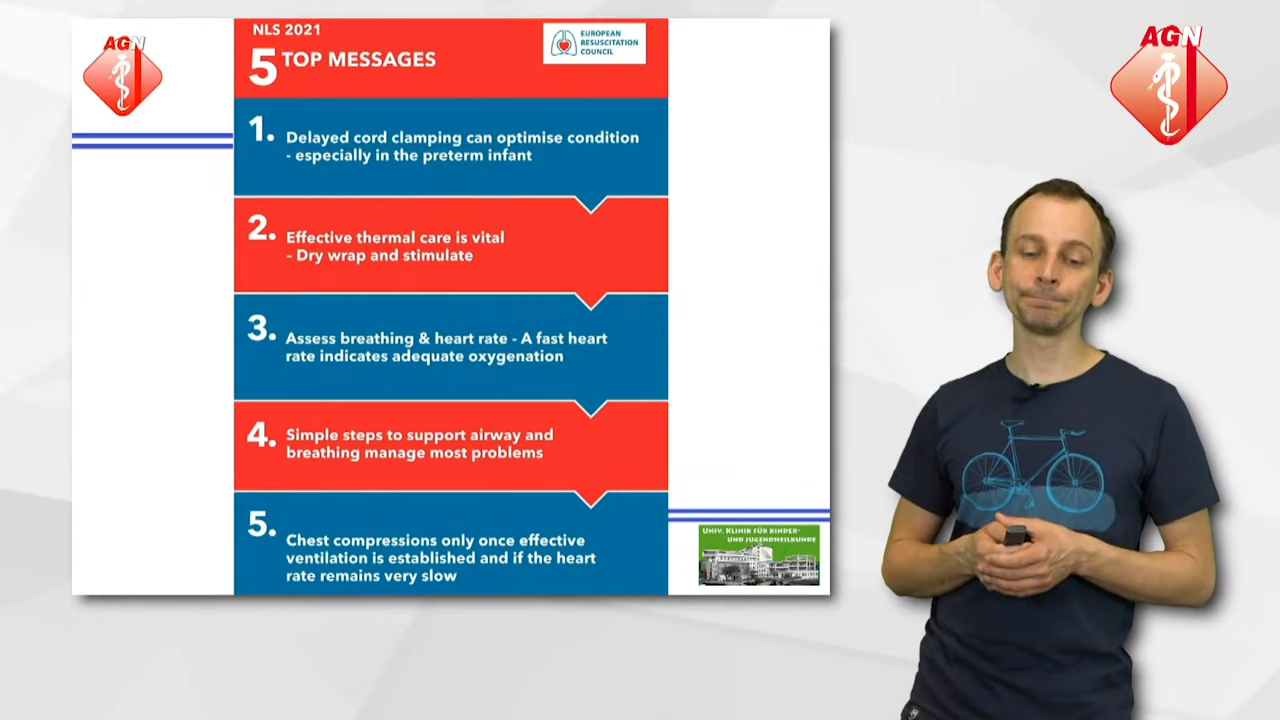 AGN
NLS 2021
5 TOP MESSAGES
EUROPEAN
RESUSCITATION
COUNCIL
AGN
1. Delayed cord clamping can optimise condition
- especially in the preterm infant
2. Effective thermal care is vital
- Dry wrap and stimulate
3. Assess breathing & heart rate - A fast heart
rate indicates adequate oxygenation
4. Simple steps to support airway and
breathing manage most problems
5. Chest compressions only once effective
ventilation is established and if the heart
rate remains very slow
Univ. Klinik für Kinder-
und Jugendheilkunde